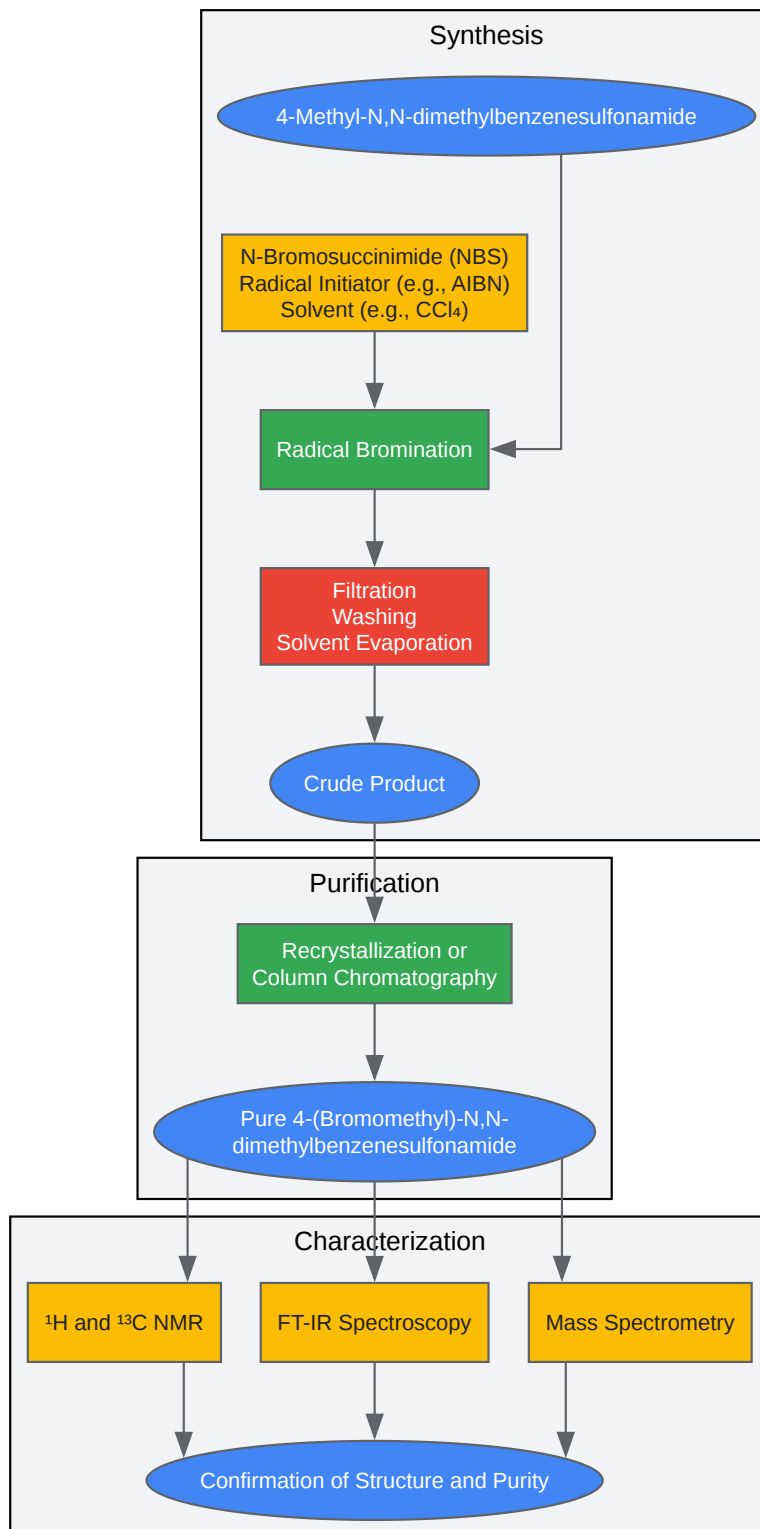 Synthesis
4-Methyl-N,N-dimethylbenzenesulfonamide
N-Bromosuccinimide (NBS)
Radical Initiator (e.g., AIBN)
Solvent (e.g., CCl₄)
Radical Bromination
Filtration
Washing
Solvent Evaporation
Crude Product
Purification
Recrystallization or
Column Chromatography
Pure 4-(Bromomethyl)-N,N-
dimethylbenzenesulfonamide
Characterization
¹H and ¹³C NMR
FT-IR Spectroscopy
Mass Spectrometry
Confirmation of Structure and Purity